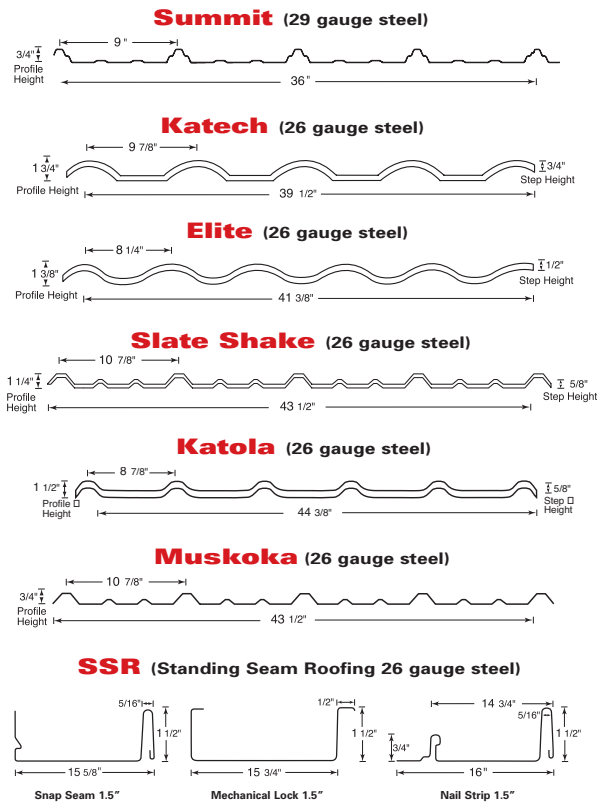 Summit (29 gauge steel)
9"
3/4"
Profile
Height
36"
Katech (26 gauge steel)
9 7/8"
1 3/4"
3/4"
Profile Height
Step Height
39 1/2"
Elite (26 gauge steel)
8 1/4"
1 3/8"
1/2"
Profile Height
Step Height
41 3/8"
Slate Shake (26 gauge steel)
10 7/8"
1 1/4"
5/8"
Profile
Height
Step Height
43 1/2"
Katola (26 gauge steel)
8 7/8"
1 1/2"
5/8"
Profile
Height
Step
Height
44 3/8"
Muskoka (26 gauge steel)
10 7/8"
3/4"
Profile
Height
43 1/2"
SSR (Standing Seam Roofing 26 gauge steel)
5/16"
1 1/2"
15 5/8"
Snap Seam 1.5"
1/2"
1 1/2"
15 3/4"
Mechanical Lock 1.5"
14 3/4"
5/16"
3/4"
1 1/2"
16"
Nail Strip 1.5"